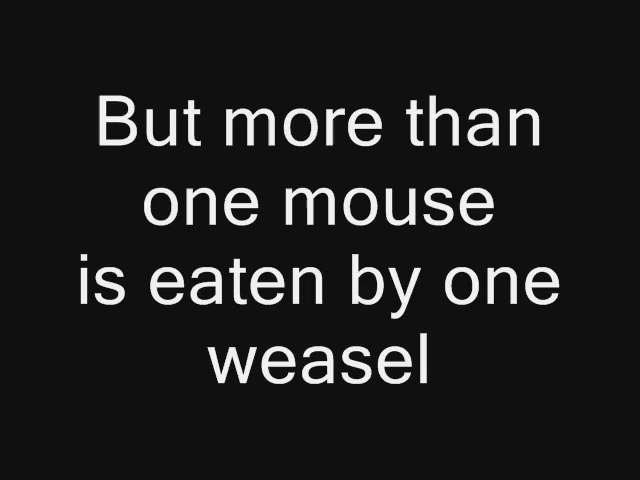 But more than
one mouse
is eaten by one
weasel